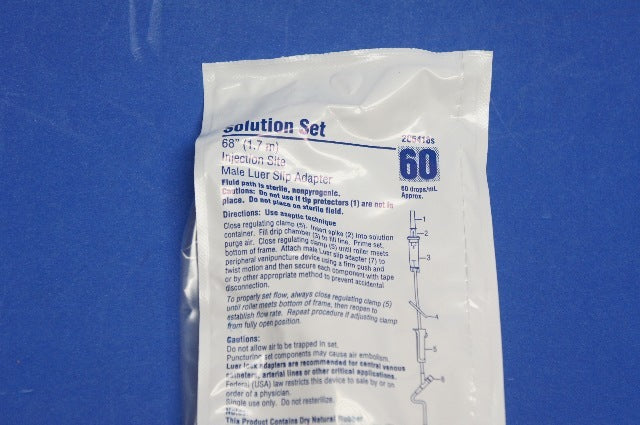 Solution Set
2C5418s
68" (1.7 m)
Injection Site
Male Luer Slip Adapter
60
60 drops/mL
Approx.
Fluid path is sterile, nonpyrogenic.
Cautions: Do not use if tip protectors (1) are not in
place. Do not place on sterile field.
Directions: Use aseptic technique
Close regulating clamp (5). Insert spike (2) into solution
container. Fill drip chamber (3) to fill line. Prime set,
purge air. Close regulating clamp (5) until roller meets
bottom of frame. Attach male luer slip adapter (7) to
peripheral venipuncture device using a firm push and
twist motion and then secure each component with tape
or by other appropriate method to prevent accidental
disconnection.
To properly set flow, always close regulating clamp (5)
until roller meets bottom of frame, then reopen to
establish flow rate. Repeat procedure if adjusting clamp
from fully open position.
Cautions:
Do not allow air to be trapped in set.
Puncturing set components may cause air embolism.
Luer lock adapters are recommended for central venous
catheters, arterial lines or other critical applications.
Federal (USA) law restricts this device to sale by or on
order of a physician.
Single use only. Do not resterilize.
Notes:
This Product Contains Dry Natural Rubber
1
2
3
4
5
6